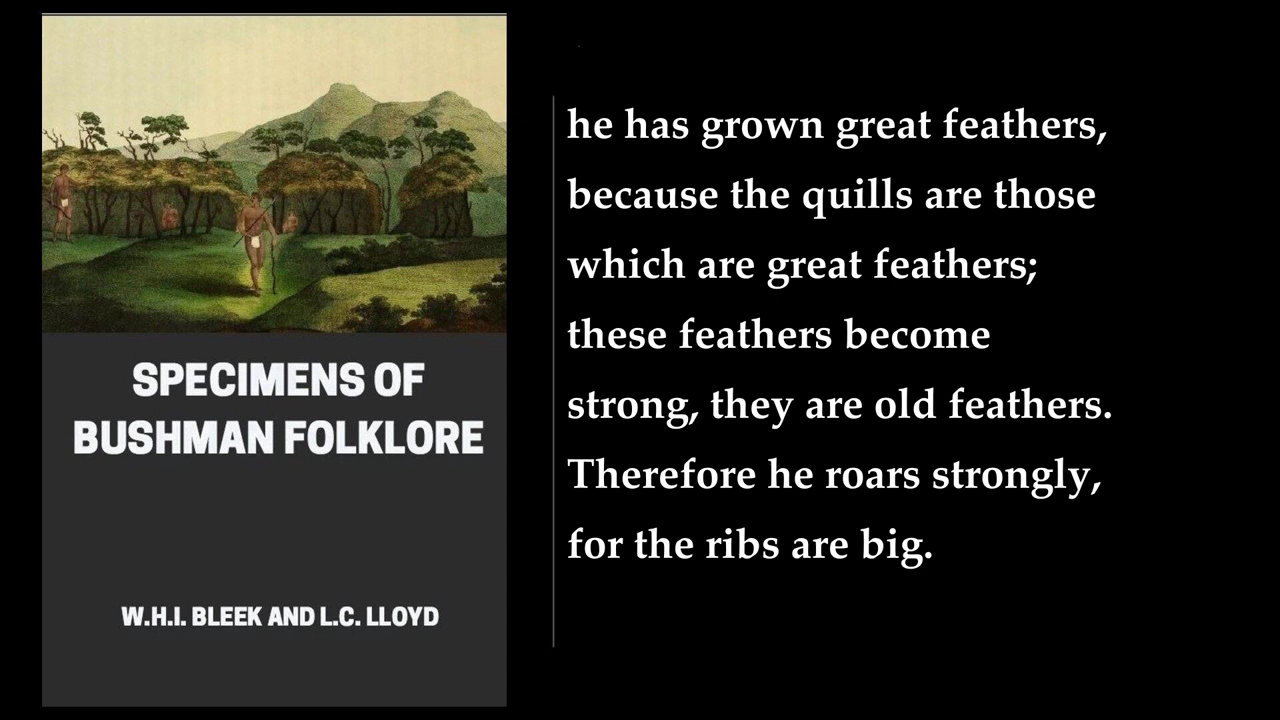 SPECIMENS OF
BUSHMAN FOLKLORE
W.H.I. BLEEK AND L.C. LLOYD
he has grown great feathers,
because the quills are those
which are great feathers;
these feathers become
strong, they are old feathers.
Therefore he roars strongly,
for the ribs are big.